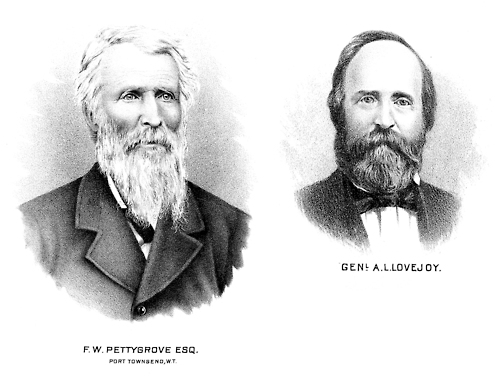 F. W. PETTYGROVE ESQ.
PORT TOWNSEND, W.T.
GENL. A. L. LOVEJOY.